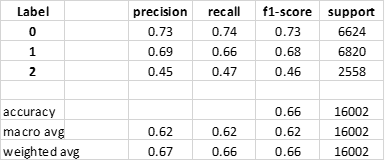 Label precision recall f1-score support
0 0.73 0.74 0.73 6624
1 0.69 0.66 0.68 6820
2 0.45 0.47 0.46 2558
accuracy 0.66 16002
macro avg 0.62 0.62 0.62 16002
weighted avg 0.67 0.66 0.66 16002